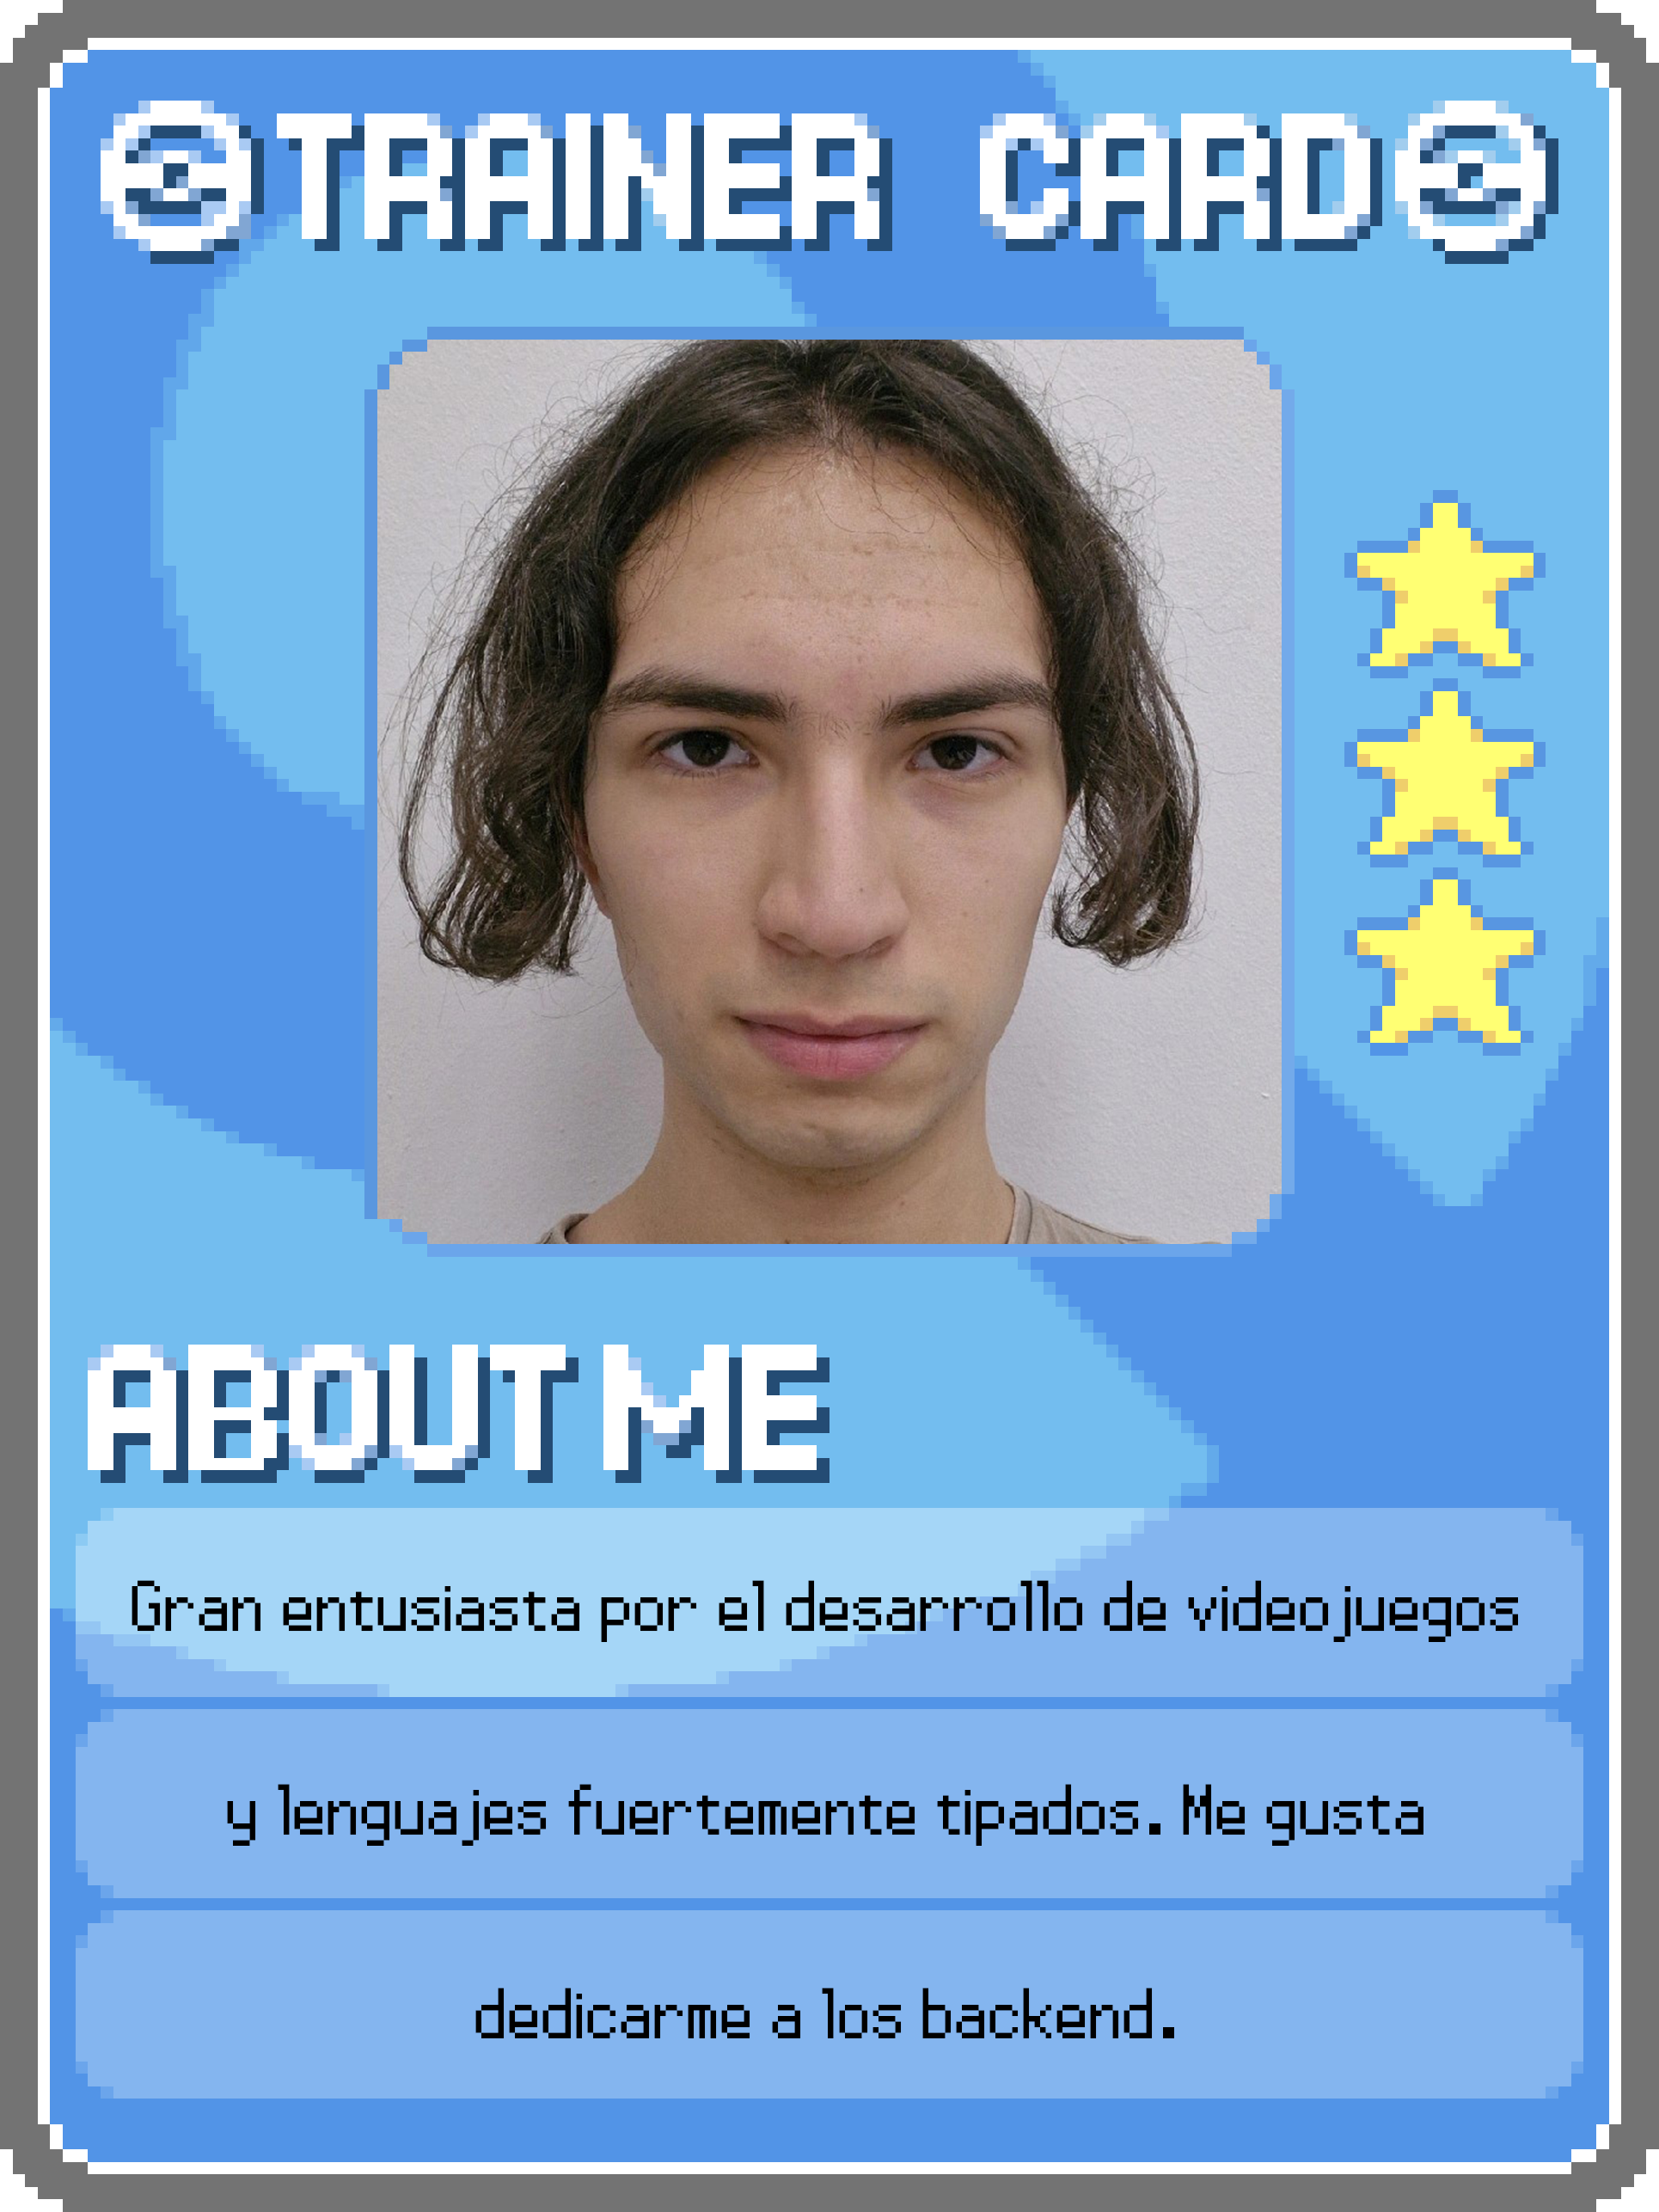 TRAINER CARD
ABOUT ME
Gran entusiasta por el desarrollo de videojuegos
y lenguajes fuertemente tipados. Me gusta
dedicarme a los backend.